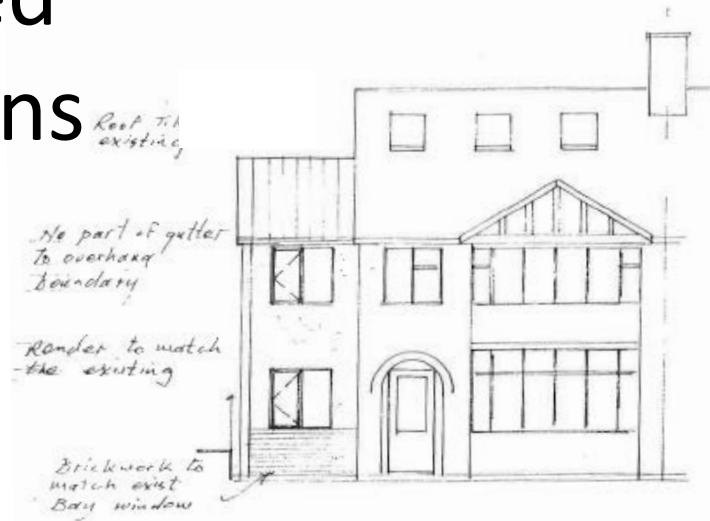 ed
ns
Roof
existing
No part of gutter
to overhang
boundary
Render to match
the existing
Brickwork to
match exist
Bay window